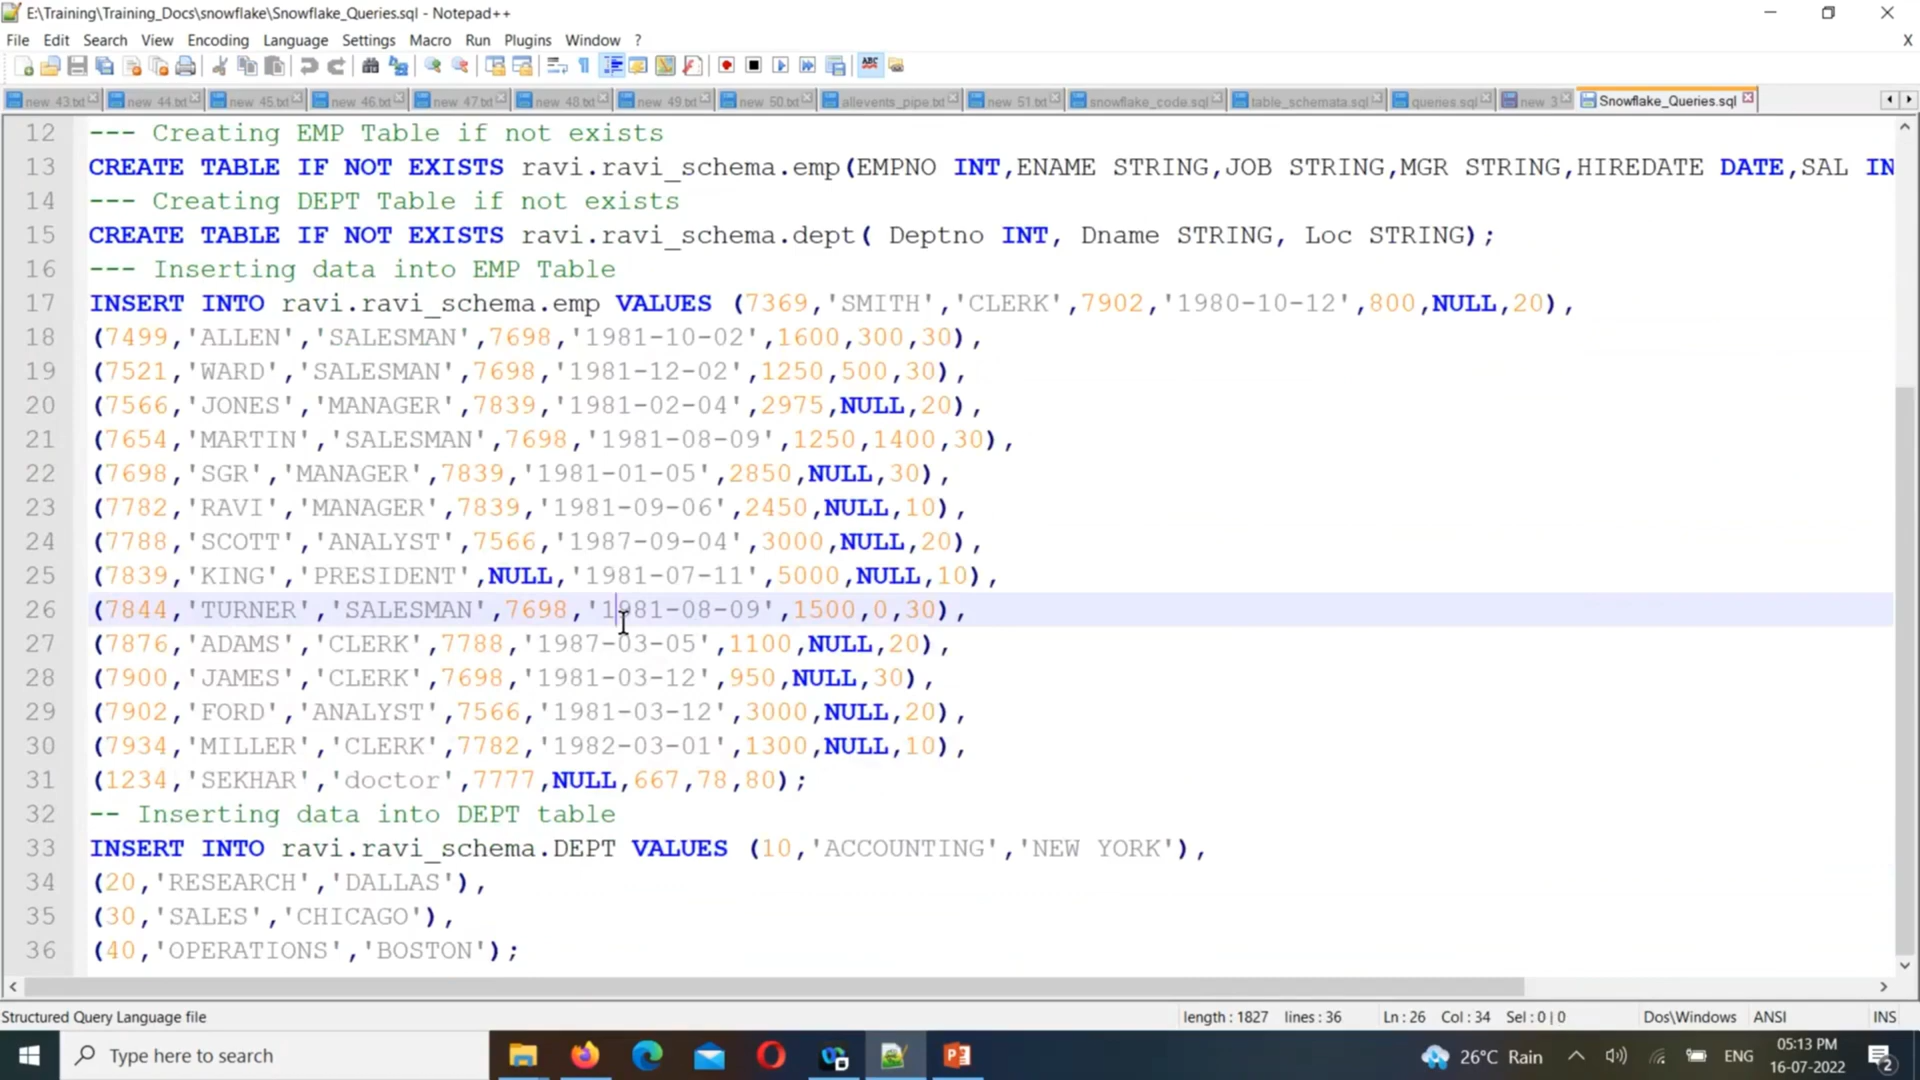 E:\Training\Training_Docs\snowflake\Snowflake_Queries.sql - Notepad++
File Edit Search View Encoding Language Settings Macro Run Plugins Window ? X
new 43.txt new 44.txt new 45.txt new 46.txt new 47.txt new 48.txt new 49.txt new 50.txt allevents_pipe.txt new 51.txt snowflake_code.sql table_schemata.sql queries.sql new 3 Snowflake_Queries.sql
12 --- Creating EMP Table if not exists
13 CREATE TABLE IF NOT EXISTS ravi.ravi_schema.emp(EMPNO INT,ENAME STRING,JOB STRING,MGR STRING,HIREDATE DATE,SAL IN
14 --- Creating DEPT Table if not exists
15 CREATE TABLE IF NOT EXISTS ravi.ravi_schema.dept( Deptno INT, Dname STRING, Loc STRING);
16 --- Inserting data into EMP Table
17 INSERT INTO ravi.ravi_schema.emp VALUES (7369,'SMITH','CLERK',7902,'1980-10-12',800,NULL,20),
18 (7499,'ALLEN','SALESMAN',7698,'1981-10-02',1600,300,30),
19 (7521,'WARD','SALESMAN',7698,'1981-12-02',1250,500,30),
20 (7566,'JONES','MANAGER',7839,'1981-02-04',2975,NULL,20),
21 (7654,'MARTIN','SALESMAN',7698,'1981-08-09',1250,1400,30),
22 (7698,'SGR','MANAGER',7839,'1981-01-05',2850,NULL,30),
23 (7782,'RAVI','MANAGER',7839,'1981-09-06',2450,NULL,10),
24 (7788,'SCOTT','ANALYST',7566,'1987-09-04',3000,NULL,20),
25 (7839,'KING','PRESIDENT',NULL,'1981-07-11',5000,NULL,10),
26 (7844,'TURNER','SALESMAN',7698,'1981-08-09',1500,0,30),
27 (7876,'ADAMS','CLERK',7788,'1987-03-05',1100,NULL,20),
28 (7900,'JAMES','CLERK',7698,'1981-03-12',950,NULL,30),
29 (7902,'FORD','ANALYST',7566,'1981-03-12',3000,NULL,20),
30 (7934,'MILLER','CLERK',7782,'1982-03-01',1300,NULL,10),
31 (1234,'SEKHAR','doctor',7777,NULL,667,78,80);
32 -- Inserting data into DEPT table
33 INSERT INTO ravi.ravi_schema.DEPT VALUES (10,'ACCOUNTING','NEW YORK'),
34 (20,'RESEARCH','DALLAS'),
35 (30,'SALES','CHICAGO'),
36 (40,'OPERATIONS','BOSTON');
Structured Query Language file length : 1827 lines : 36 Ln : 26 Col : 34 Sel : 0 | 0 Dos\Windows ANSI INS
Type here to search 26°C Rain ENG 05:13 PM
16-07-2022 2